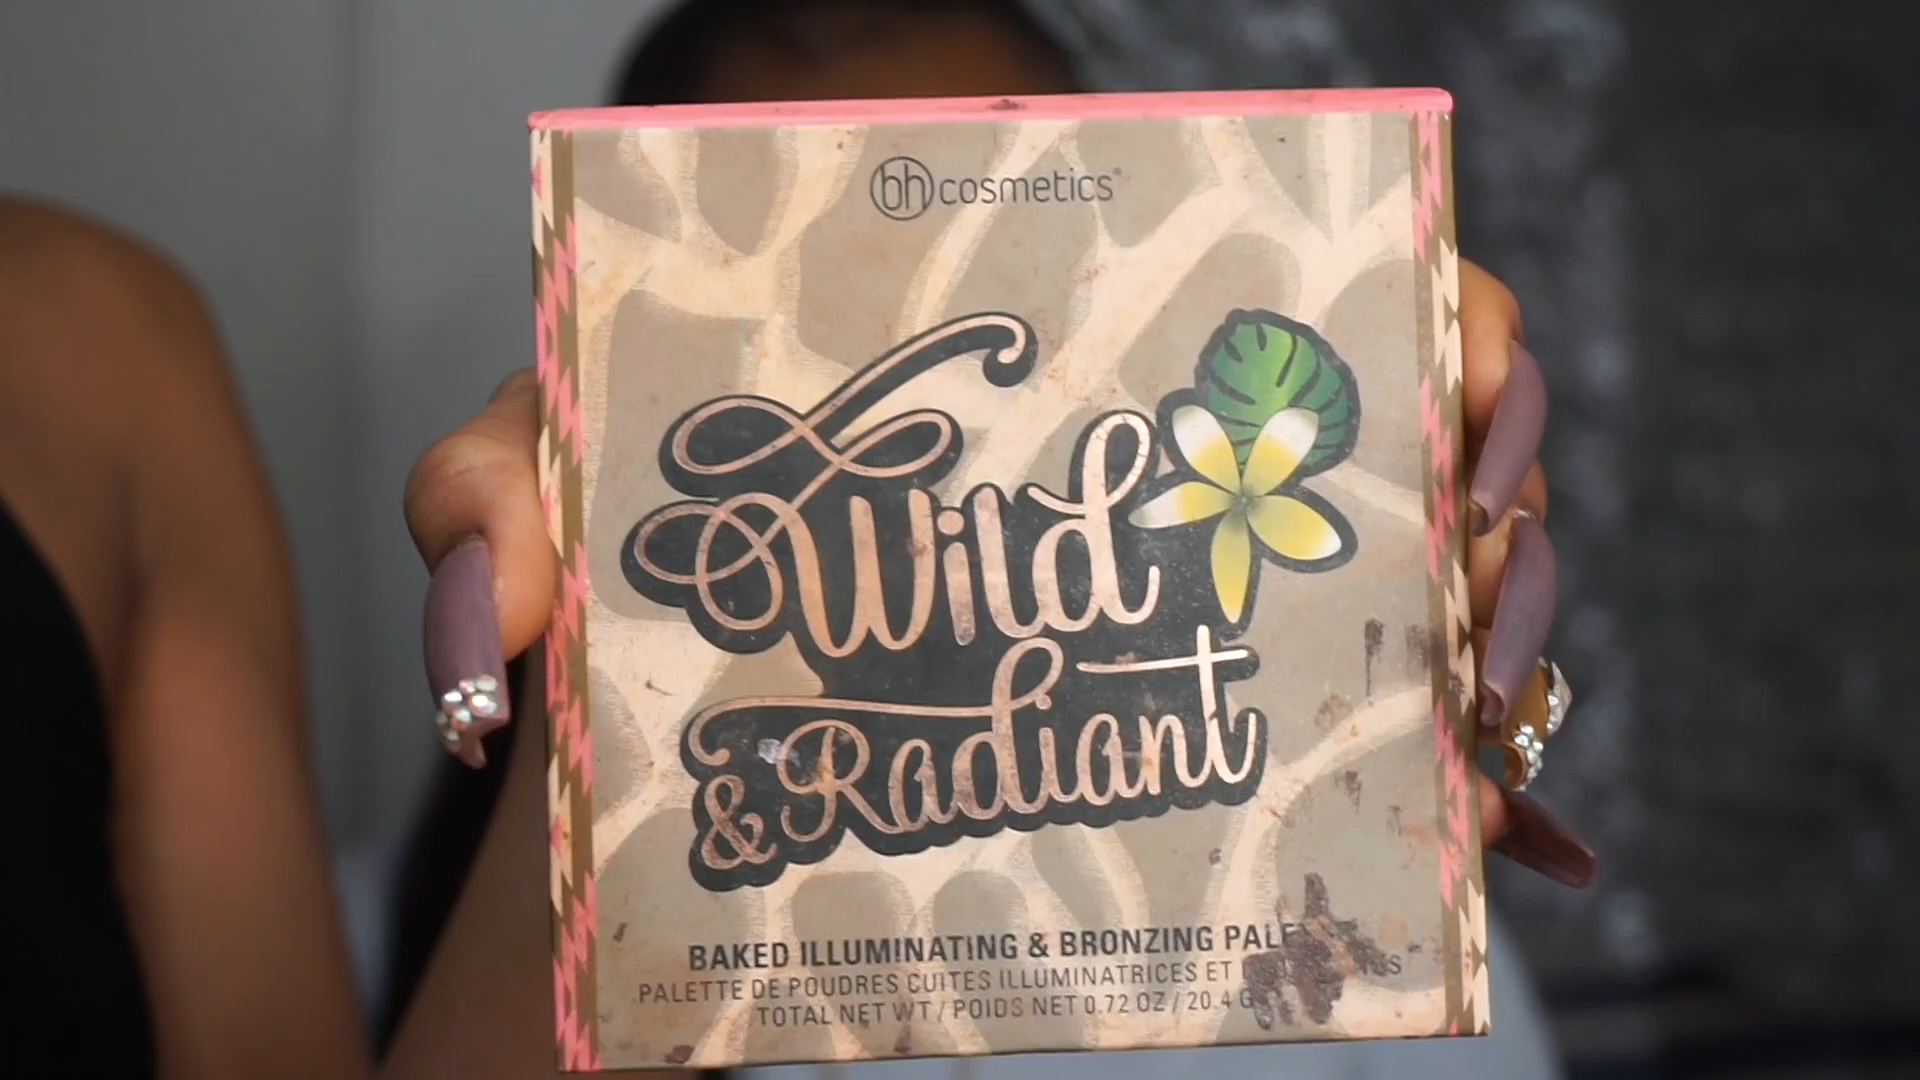 bh cosmetics
Wild
& Radiant
BAKED ILLUMINATING & BRONZING
PALETTE DE POUDRES CUITES ILLUMINATRICES ET
TOTAL NET WT / POIDS NET 0.72 OZ / 20.4 G